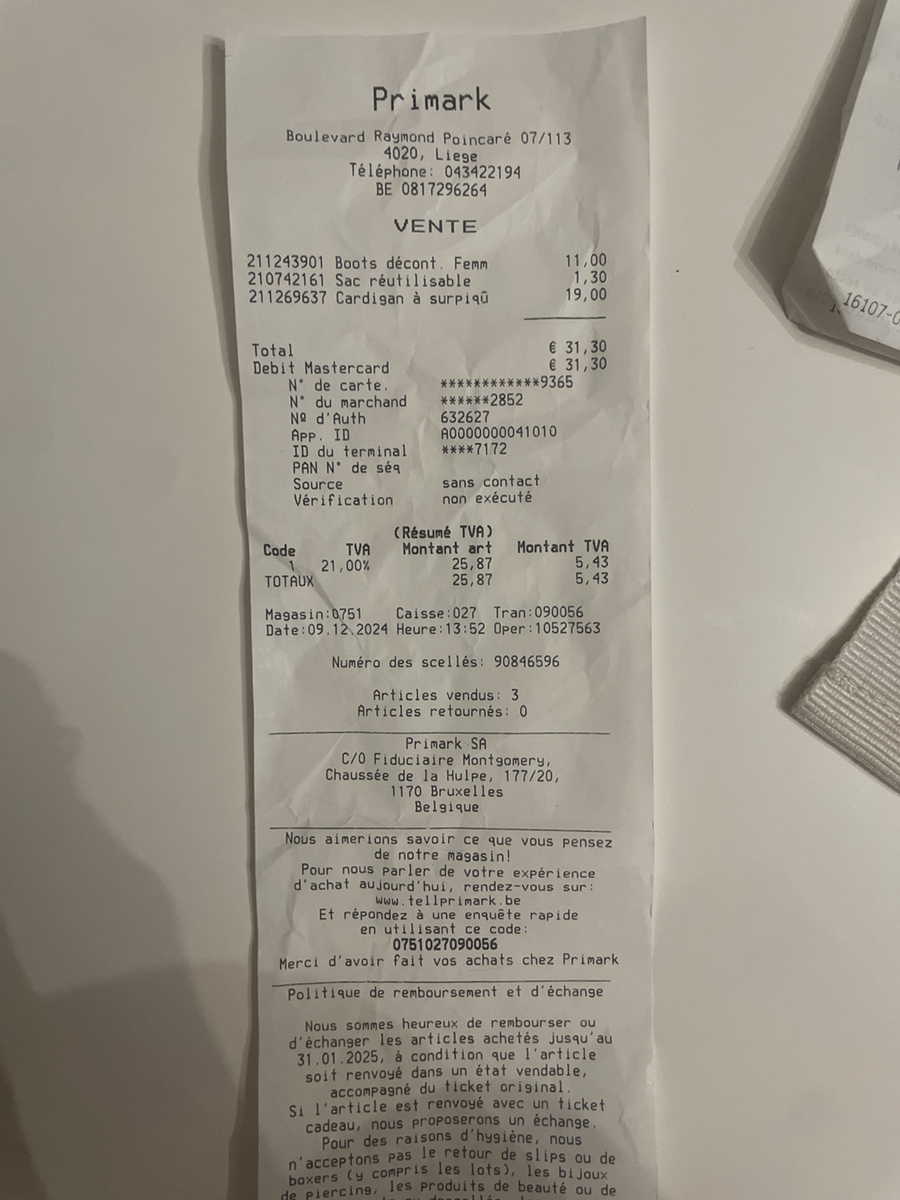 Primark
Boulevard Raymond Poincaré 07/113
4020, Liege
Téléphone: 043422194
BE 0817296264
VENTE
211243901 Boots décont. Femm 11,00
210742161 Sac réutilisable 1,30
211269637 Cardigan à surpiqû 19,00
Total € 31,30
Debit Mastercard € 31,30
N° de carte. ************9365
N° du marchand ******2852
Nº d'Auth 632627
App. ID A0000000041010
ID du terminal ****7172
PAN N° de séq
Source sans contact
Vérification non exécuté
(Résumé TVA)
Code TVA Montant art Montant TVA
1 21,00% 25,87 5,43
TOTAUX 25,87 5,43
Magasin:0751 Caisse:027 Tran:090056
Date:09.12.2024 Heure:13:52 Oper:10527563
Numéro des scellés: 90846596
Articles vendus: 3
Articles retournés: 0
Primark SA
C/O Fiduciaire Montgomery,
Chaussée de la Hulpe, 177/20,
1170 Bruxelles
Belgique
Nous aimerions savoir ce que vous pensez
de notre magasin!
Pour nous parler de votre expérience
d'achat aujourd'hui, rendez-vous sur:
www.tellprimark.be
Et répondez à une enquête rapide
en utilisant ce code:
0751027090056
Merci d'avoir fait vos achats chez Primark
Politique de remboursement et d'échange
Nous sommes heureux de rembourser ou
d'échanger les articles achetés jusqu'au
31.01.2025, à condition que l'article
soit renvoyé dans un état vendable,
accompagné du ticket original.
Si l'article est renvoyé avec un ticket
cadeau, nous proposerons un échange.
Pour des raisons d'hygiène, nous
n'acceptons pas le retour de slips ou de
boxers (y compris les lots), les bijoux
de piercing, les produits de beauté ou de
16107-0